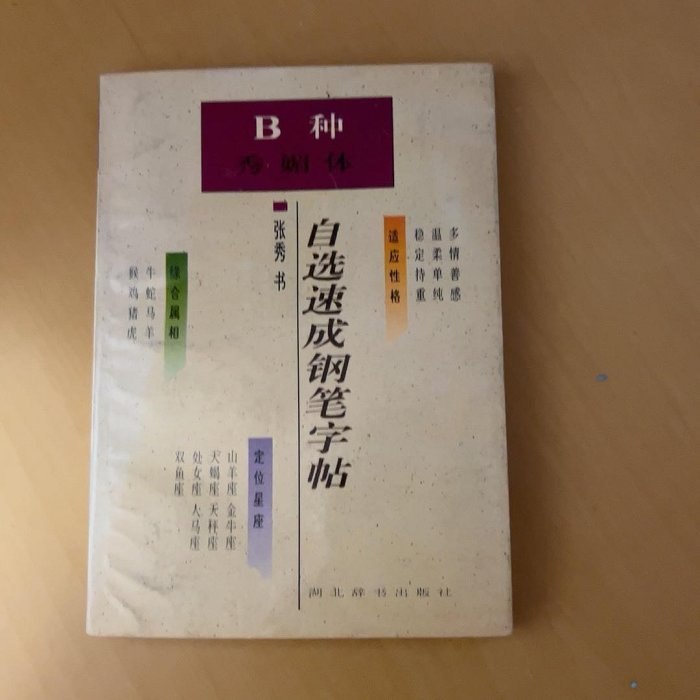 B 种
秀媚体
自选速成钢笔字帖
张秀 书
适应性格
多情善感
温柔单纯
稳定持重
综合属相
牛蛇马羊
猴鸡猪虎
定位星座
山羊座 金牛座
天蝎座 天秤座
处女座 人马座
双鱼座
湖北辞书出版社